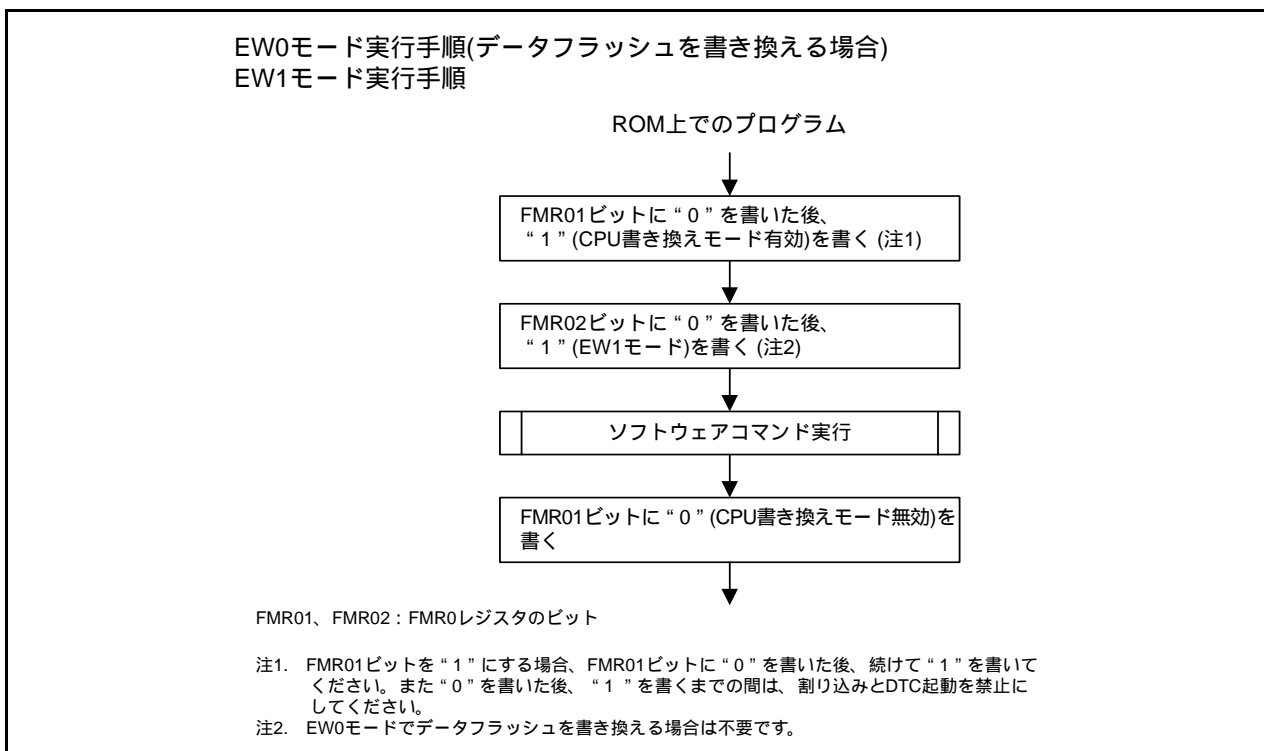 EW0モード実行手順(データフラッシュを書き換える場合)
EW1モード実行手順
ROM上でのプログラム
FMR01ビットに“0”を書いた後、
“1”(CPU書き換えモード有効)を書く(注1)
FMR02ビットに“0”を書いた後、
“1”(EW1モード)を書く(注2)
ソフトウェアコマンド実行
FMR01ビットに“0”(CPU書き換えモード無効)を
書く
FMR01、FMR02：FMR0レジスタのビット
注1. FMR01ビットを“1”にする場合、FMR01ビットに“0”を書いた後、続けて“1”を書いて
ください。また“0”を書いた後、“1”を書くまでの間は、割り込みとDTC起動を禁止に
してください。
注2. EW0モードでデータフラッシュを書き換える場合は不要です。